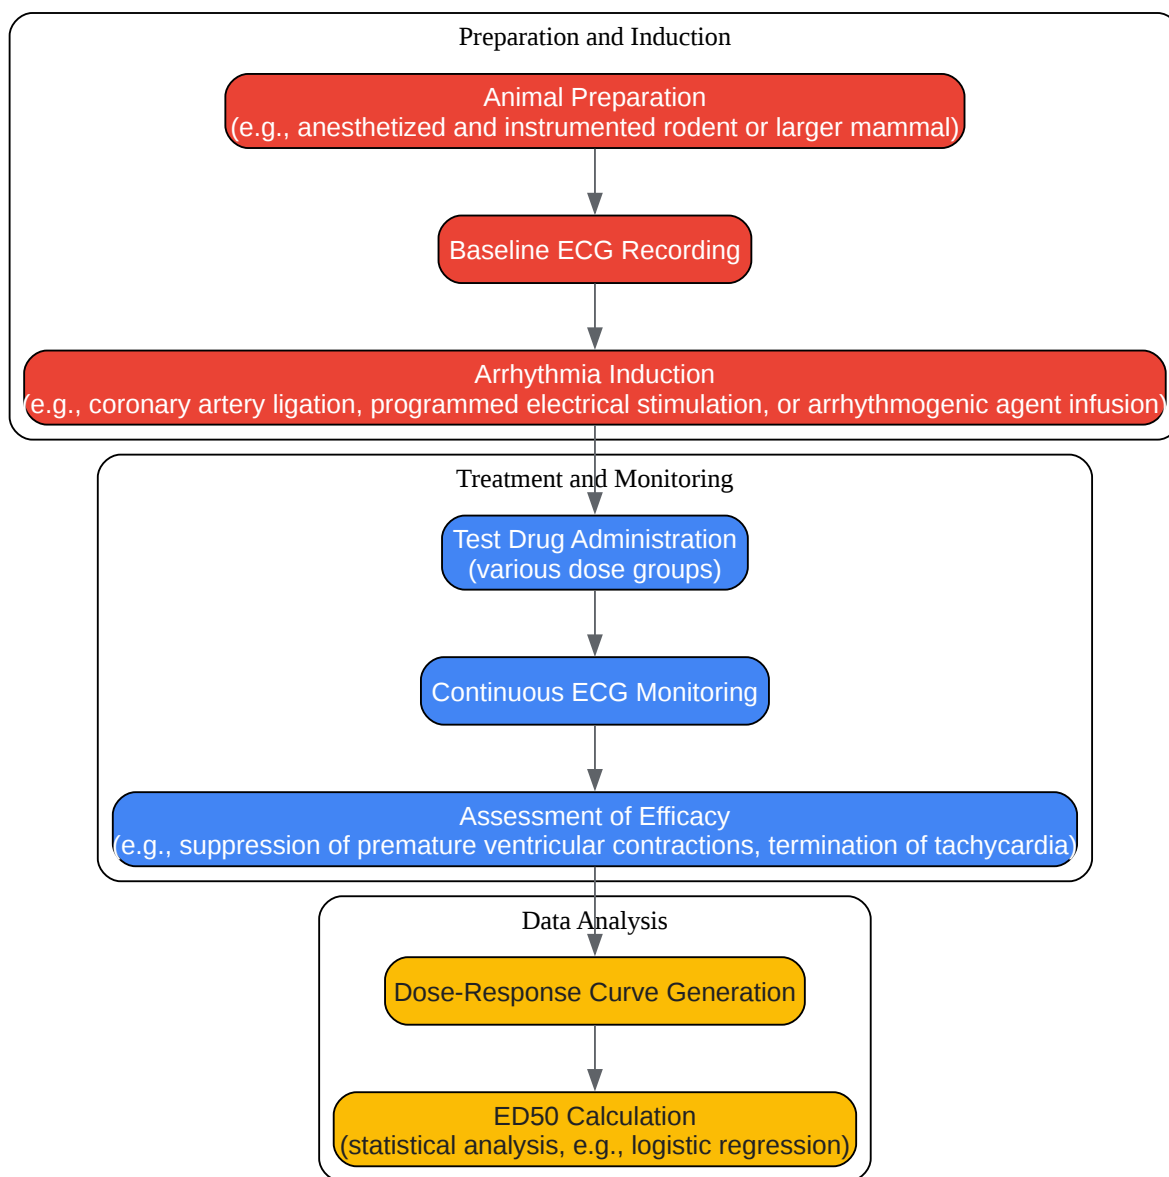 Preparation and Induction
Animal Preparation
(e.g., anesthetized and instrumented rodent or larger mammal)
Baseline ECG Recording
Arrhythmia Induction
(e.g., coronary artery ligation, programmed electrical stimulation, or arrhythmogenic agent infusion)
Treatment and Monitoring
Test Drug Administration
(various dose groups)
Continuous ECG Monitoring
Assessment of Efficacy
(e.g., suppression of premature ventricular contractions, termination of tachycardia)
Data Analysis
Dose-Response Curve Generation
ED50 Calculation
(statistical analysis, e.g., logistic regression)